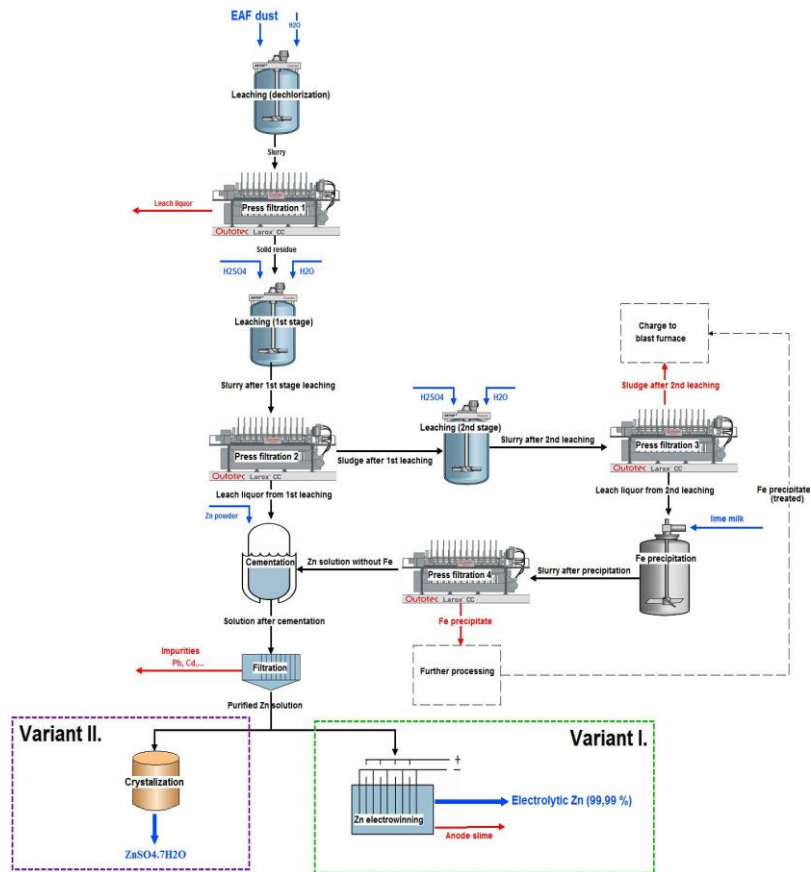 EAF dust
H2O
Leaching (dechlorization)
Slurry
Leach liquor
Press filtration 1
Outotec Larox CC
Solid residue
H2SO4
H2O
Leaching (1st stage)
Charge to
blast furnace
Slurry after 1st stage leaching
H2SO4
H2O
Sludge after 2nd leaching
Leaching (2nd stage)
Slurry after 2nd leaching
Press filtration 2
Press filtration 3
Sludge after 1st leaching
Outotec Larox CC
Outotec Larox CC
Leach liquor from 1st leaching
Leach liquor from 2nd leaching
Fe precipitate
(treated)
Zn powder
lime milk
Cementation
Zn solution without Fe
Fe precipitation
Slurry after precipitation
Press filtration 4
Outotec Larox CC
Solution after cementation
Fe precipitate
Impurities
Pb, Cd,...
Filtration
Further processing
Purified Zn solution
Variant II.
Variant I.
+
−
Crystalization
Zn electrowinning
Electrolytic Zn (99,99 %)
Anode slime
ZnSO4.7H2O